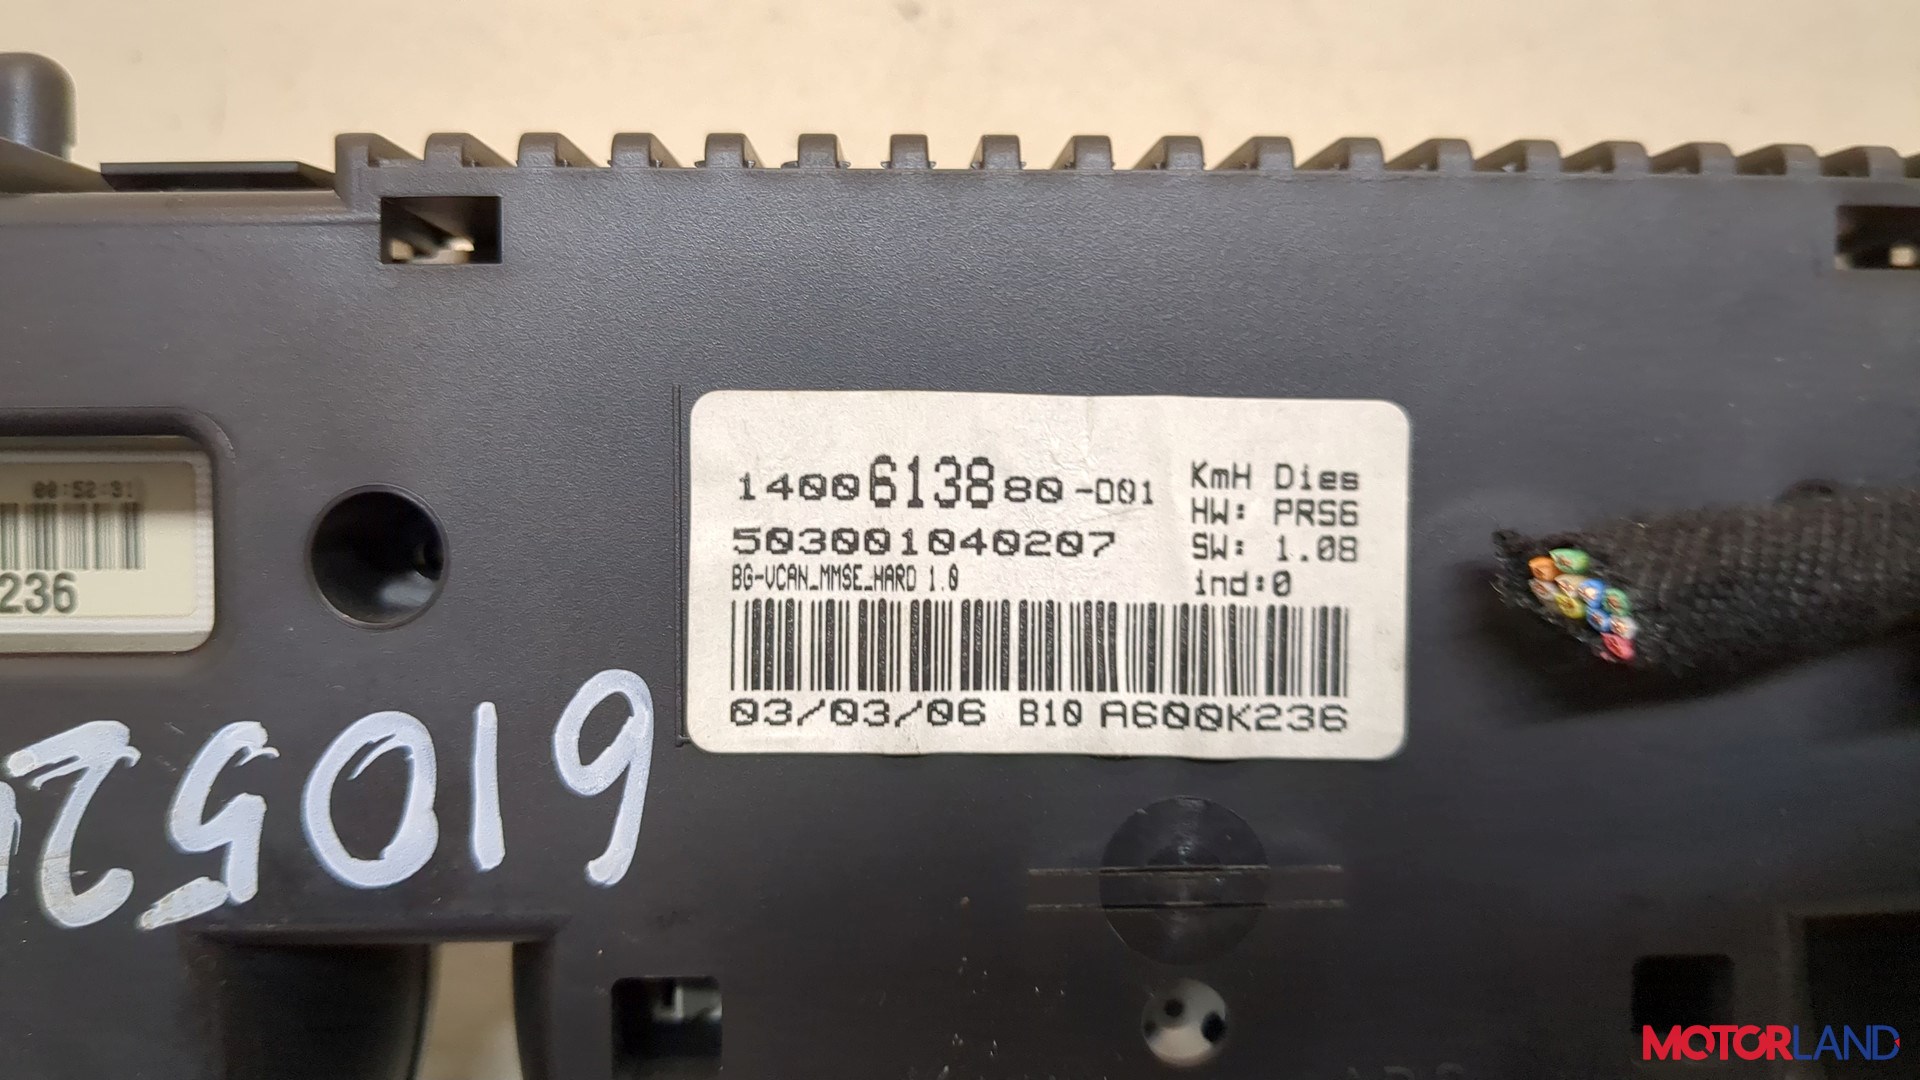 1400613880-D01
503001040207
BG-VCAN_MMSE_HARD 1.0
KmH Dies
HW: PRS6
SW: 1.08
ind:0
03/03/06 B10 A600K236
00:52:31
236
61052
MOTORLAND